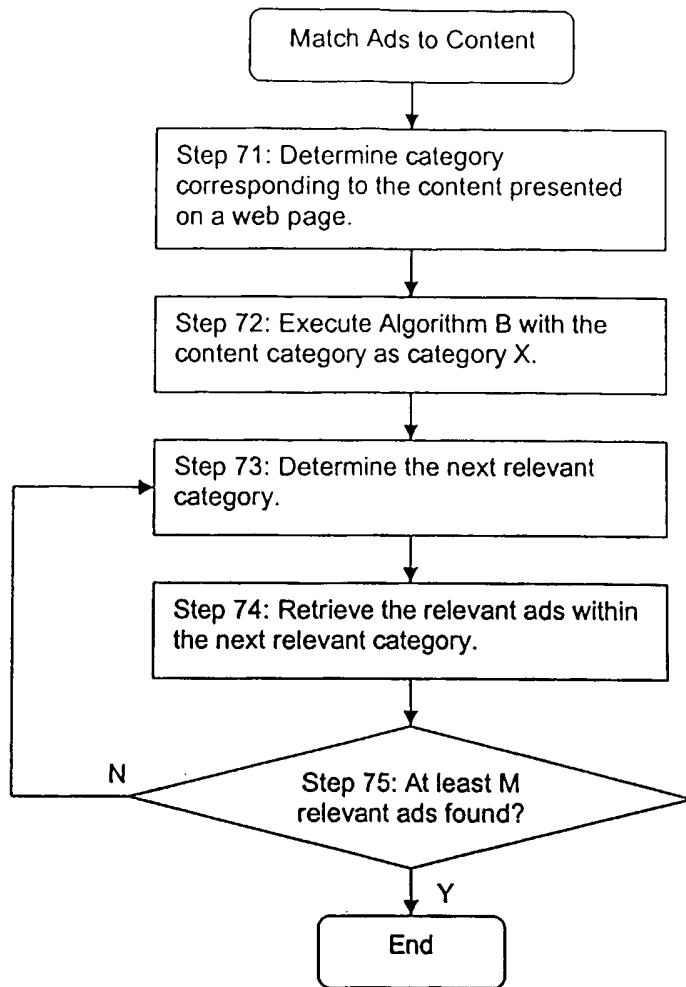 Match Ads to Content
Step 71: Determine category
corresponding to the content presented
on a web page.
Step 72: Execute Algorithm B with the
content category as category X.
Step 73: Determine the next relevant
category.
Step 74: Retrieve the relevant ads within
the next relevant category.
N
Step 75: At least M
relevant ads found?
Y
End